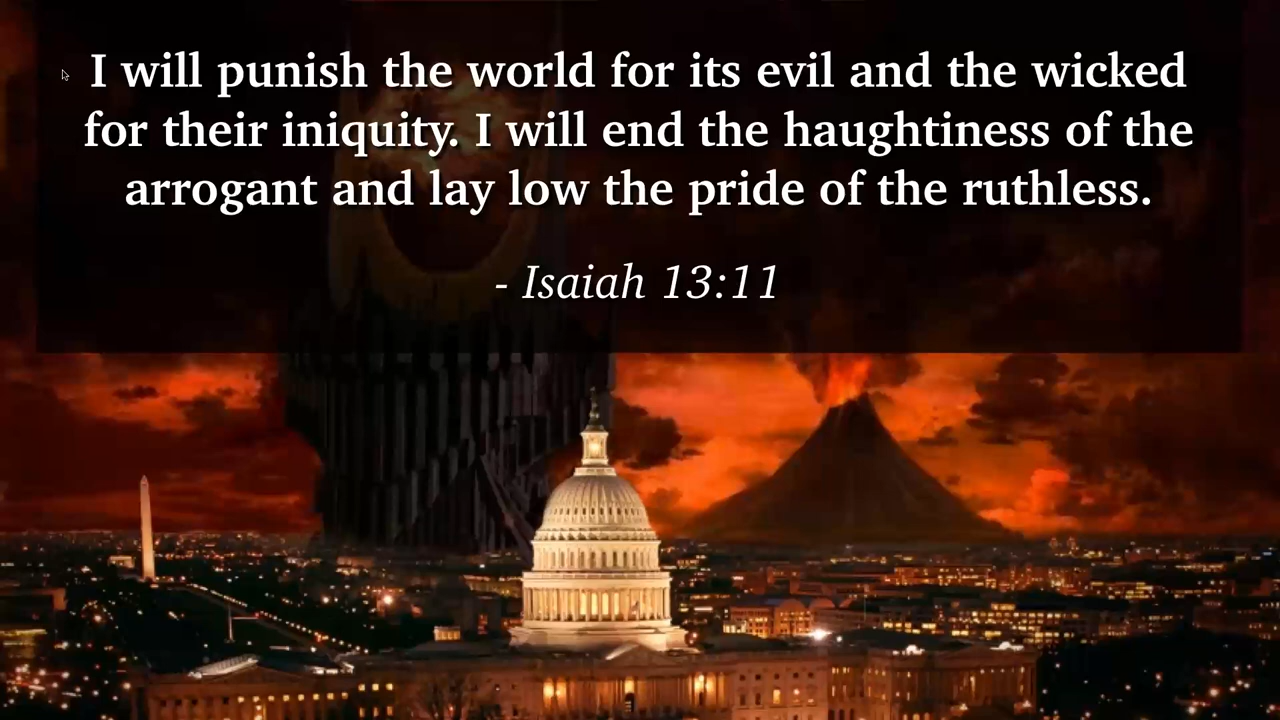 I will punish the world for its evil and the wicked
for their iniquity. I will end the haughtiness of the
arrogant and lay low the pride of the ruthless.
- Isaiah 13:11